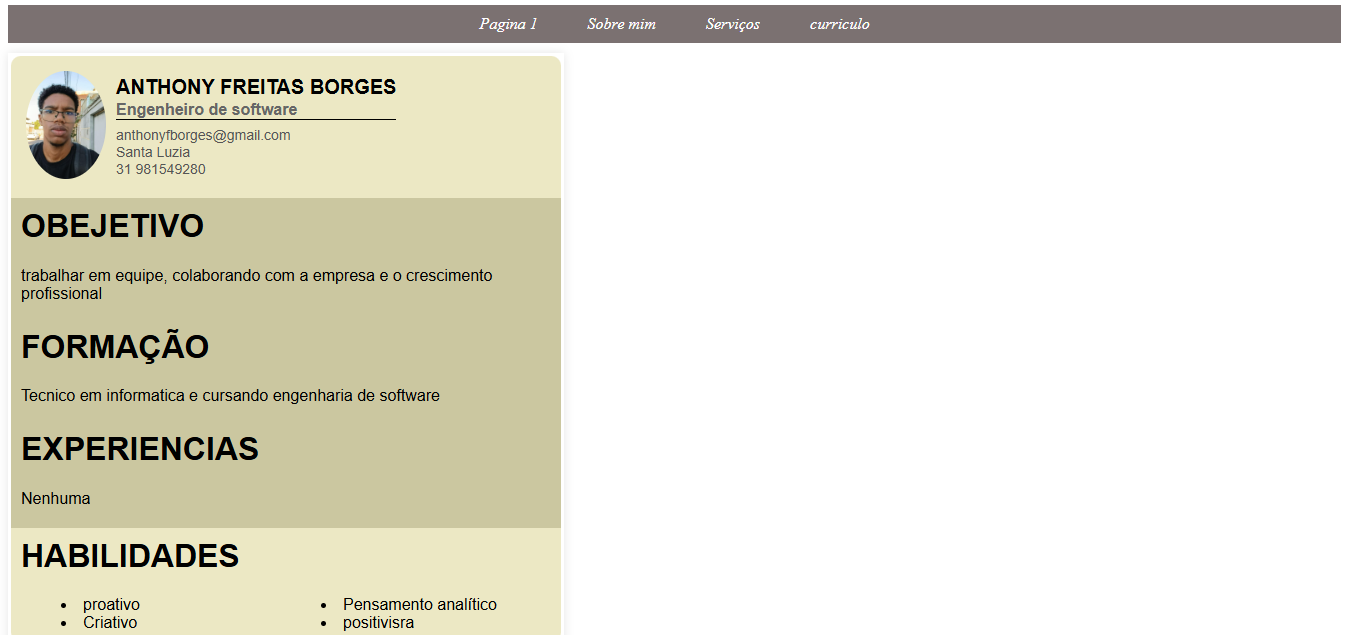 Pagina 1 Sobre mim Serviços curriculo
ANTHONY FREITAS BORGES
Engenheiro de software
anthonyfborges@gmail.com
Santa Luzia
31 981549280
OBEJETIVO
trabalhar em equipe, colaborando com a empresa e o crescimento
profissional
FORMAÇÃO
Tecnico em informatica e cursando engenharia de software
EXPERIENCIAS
Nenhuma
HABILIDADES
• proativo
• Criativo
• Pensamento analítico
• positivisra